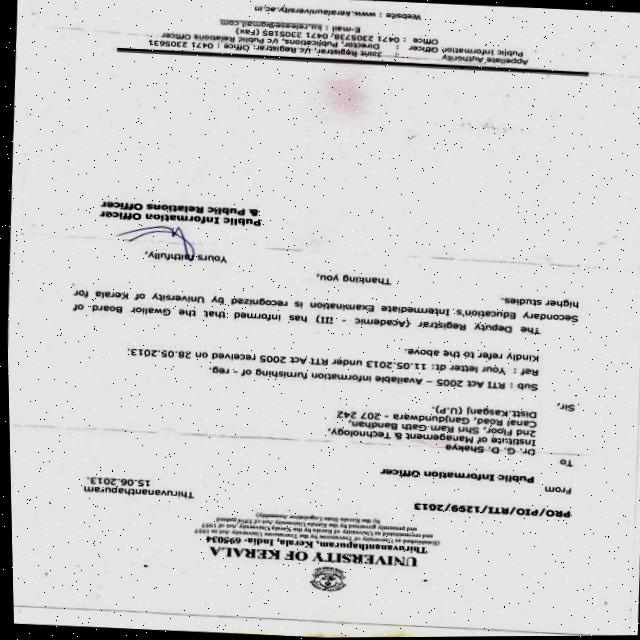 UNIVERSITY OF KERALA
Thiruvananthapuram, Kerala, India- 695034
(Established as University of Travancore by the Travancore University Act in 1937
and reconstituted as University of Kerala by the Kerala University Act of 1957
and presently governed by the Kerala University Act of 1974 passed
by the Kerala State Legislative Assembly)
PRO/PIO/RTI/1259/2013
Thiruvananthapuram
15.06.2013.
From
Public Information Officer
To
Dr. G. D. Shakya
Institute of Management & Technology,
2nd Floor, Shri Ram Gath Bandhan,
Canal Road, Ganjdundwara - 207 242
Distt.Kasganj (U.P).
Sir,
Sub : RTI Act 2005 – Available information furnishing of - reg.
Ref : Your letter dt: 11.05.2013 under RTI Act 2005 received on 28.05.2013.
Kindly refer to the above.
The Deputy Registrar (Academic - III) has informed that the Gwalior Board of
Secondary Education's Intermediate Examination is recognized by University of Kerala for
higher studies.
Thanking you,
Yours faithfully,
Public Information Officer
& Public Relations Officer
Appellate Authority : Joint Registrar, i/c Registrar, Office : 0471 2305631
Public Information Officer : Director, Publications, i/c Public Relations Officer
Office : 0471 2305738, 0471 2305185 (Fax)
E-mail : ku.release@gmail.com
Website : www.keralauniversity.ac.in